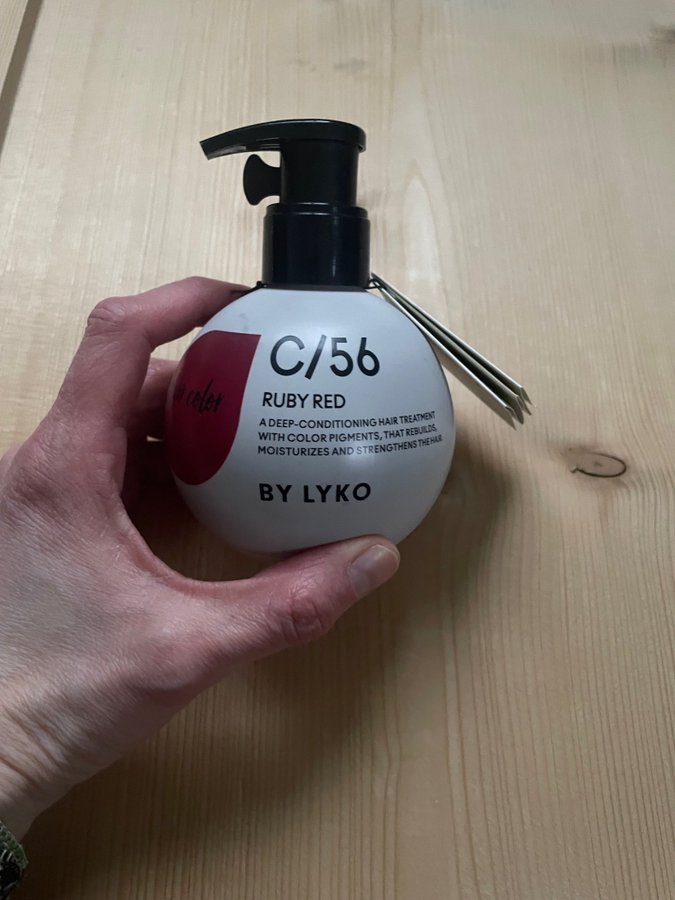 C/56
color
RUBY RED
A DEEP-CONDITIONING HAIR TREATMENT
WITH COLOR PIGMENTS, THAT REBUILDS,
MOISTURIZES AND STRENGTHENS THE HAIR.
BY LYKO